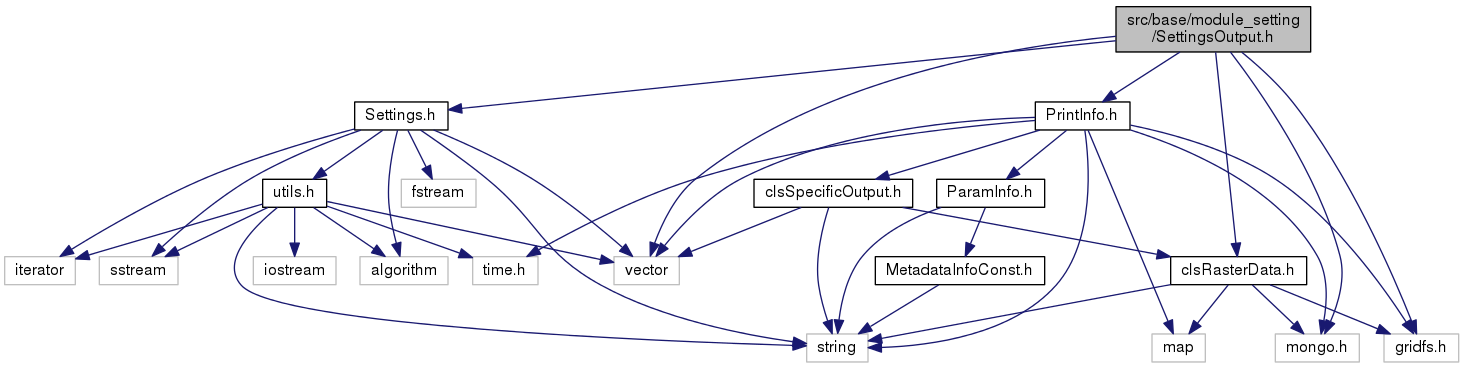 src/base/module_setting
/SettingsOutput.h
Settings.h
PrintInfo.h
utils.h
fstream
clsSpecificOutput.h
ParamInfo.h
iterator
sstream
iostream
algorithm
time.h
vector
MetadataInfoConst.h
clsRasterData.h
string
map
mongo.h
gridfs.h